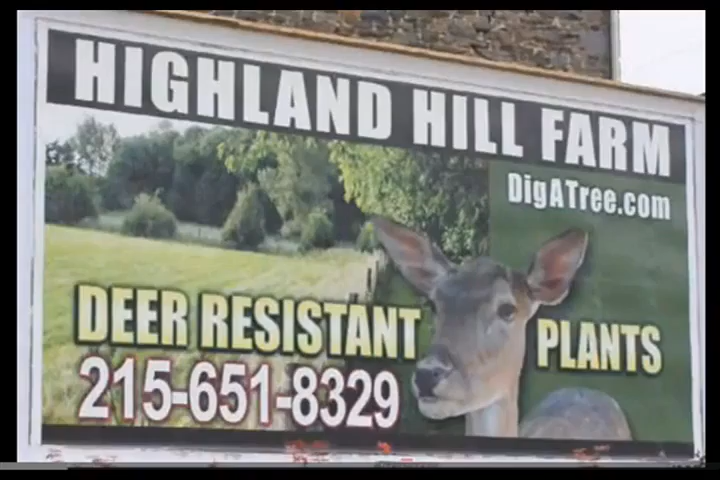 HIGHLAND HILL FARM
DigATree.com
DEER RESISTANT PLANTS
215-651-8329